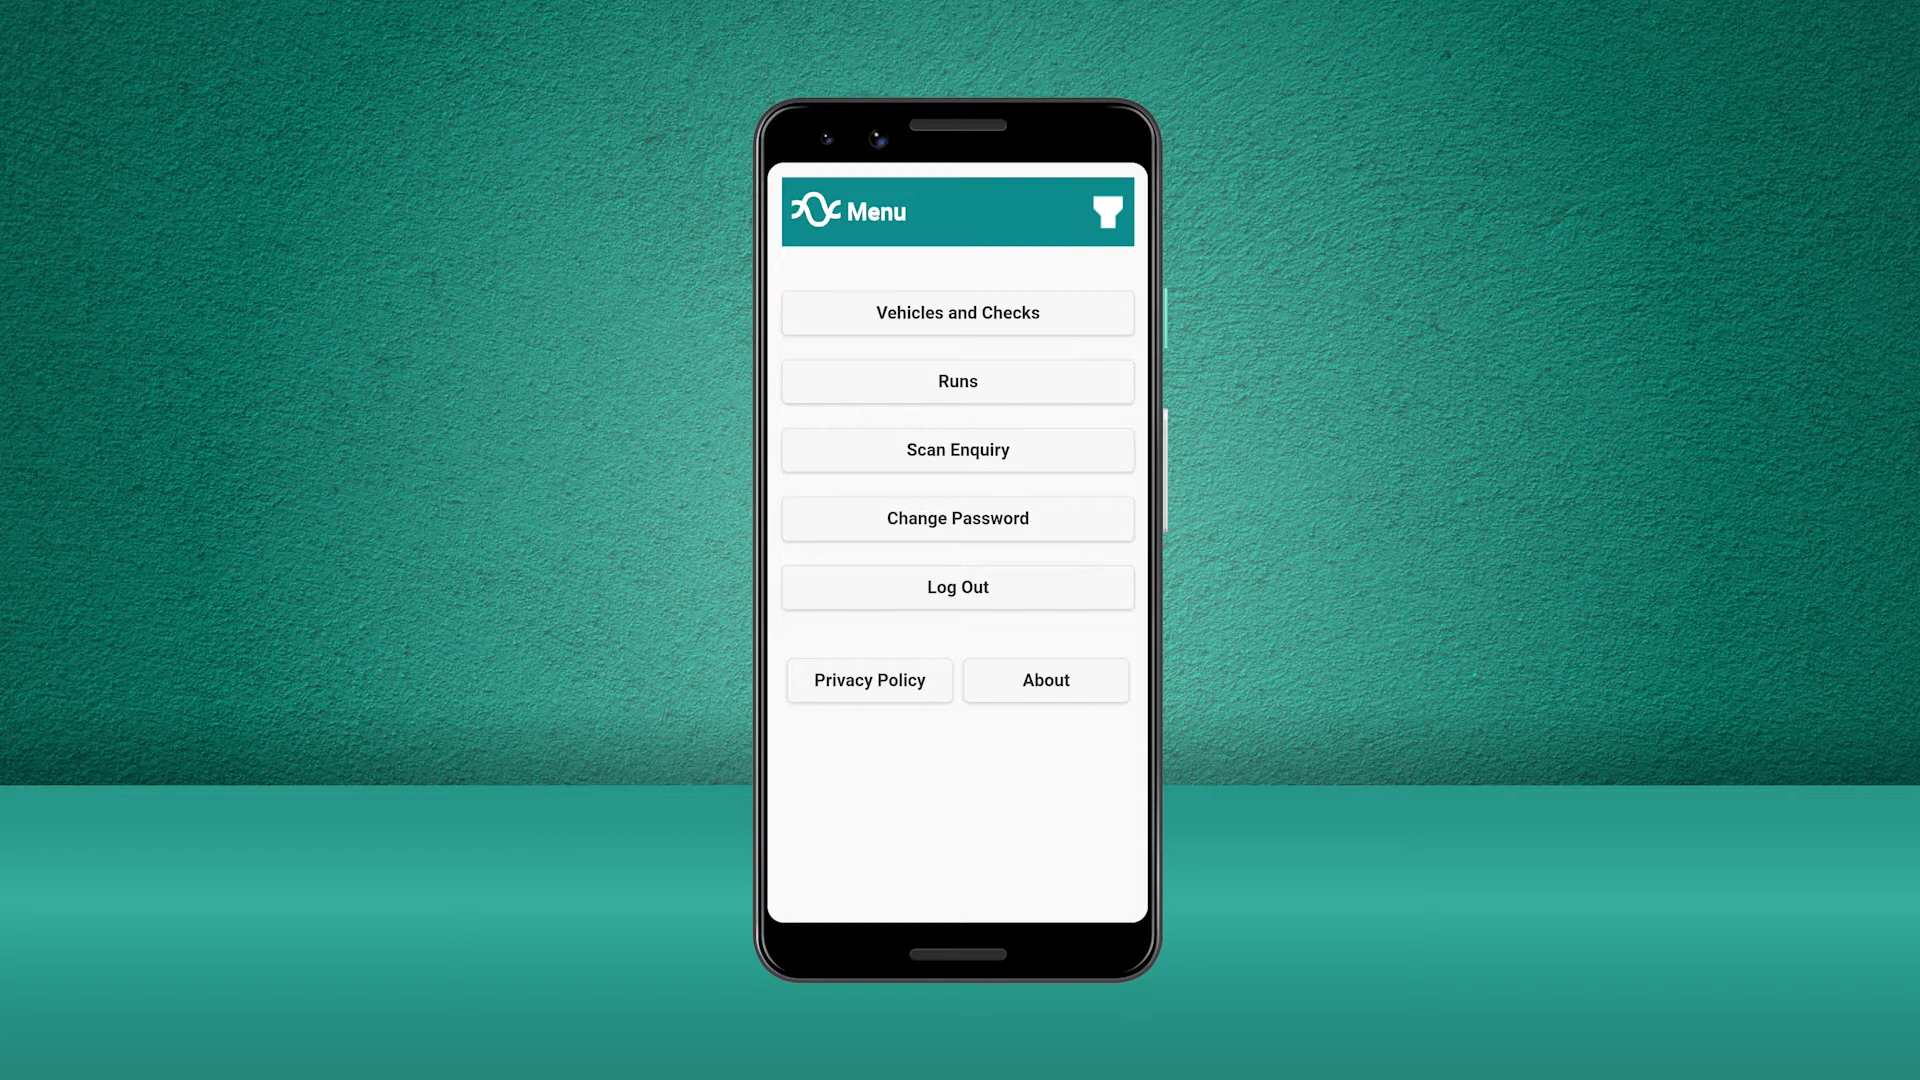 Menu
Vehicles and Checks
Runs
Scan Enquiry
Change Password
Log Out
Privacy Policy
About